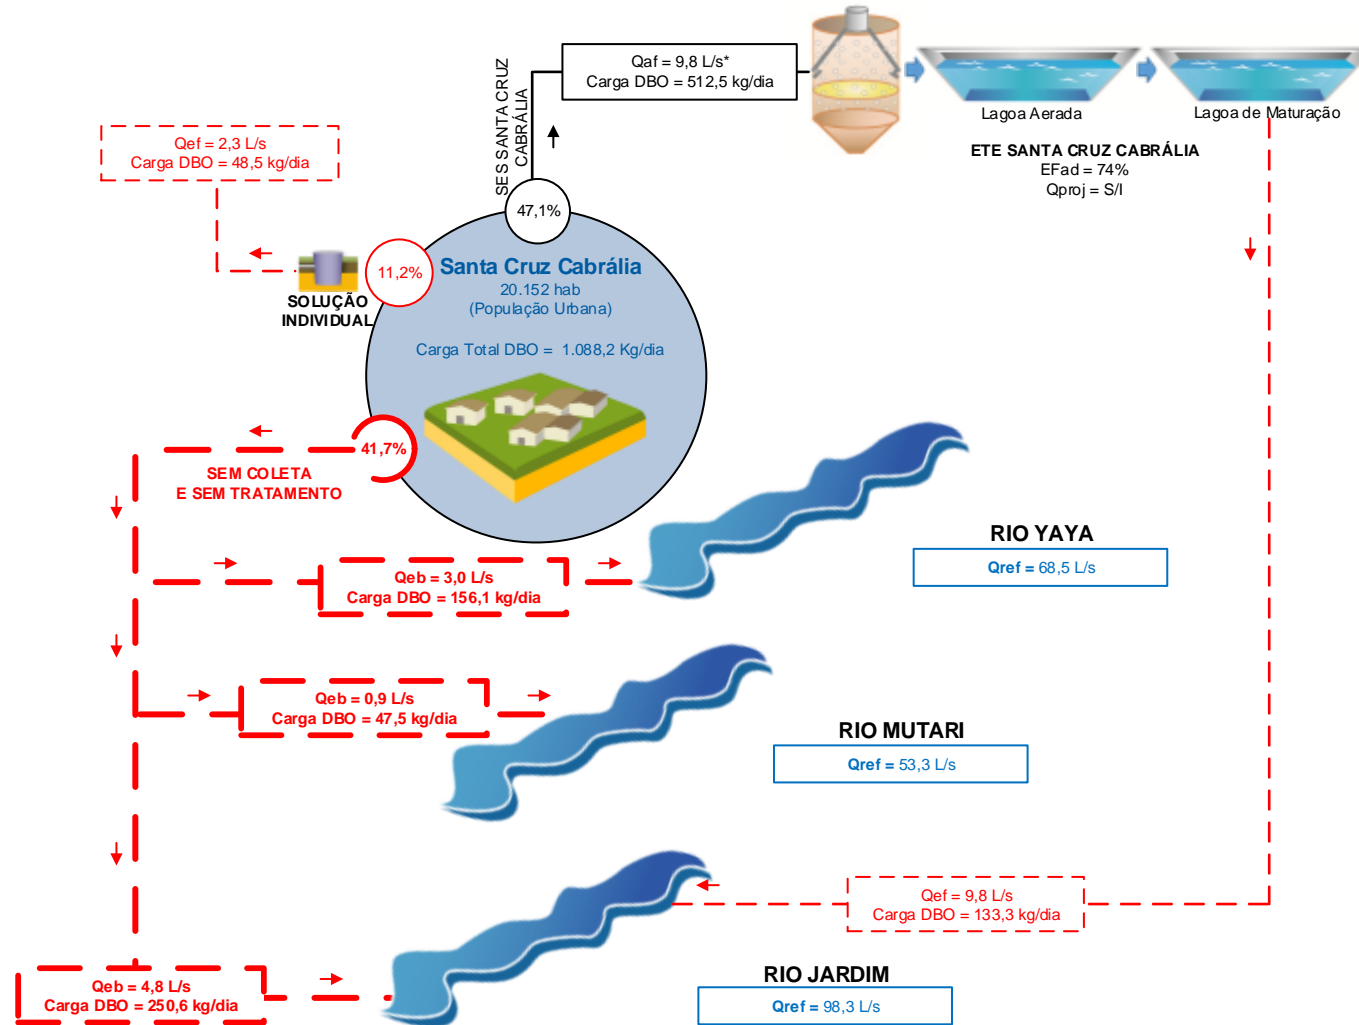 Qaf = 9,8 L/s*
Carga DBO = 512,5 kg/dia
SES SANTA CRUZ
CABRÁLIA
Lagoa Aerada
Lagoa de Maturação
ETE SANTA CRUZ CABRÁLIA
EFad = 74%
Qproj = S/I
Qef = 2,3 L/s
Carga DBO = 48,5 kg/dia
47,1%
11,2%
SOLUÇÃO
INDIVIDUAL
Santa Cruz Cabrália
20.152 hab
(População Urbana)
Carga Total DBO = 1.088,2 Kg/dia
41,7%
SEM COLETA
E SEM TRATAMENTO
RIO YAYA
Qref = 68,5 L/s
Qeb = 3,0 L/s
Carga DBO = 156,1 kg/dia
Qeb = 0,9 L/s
Carga DBO = 47,5 kg/dia
RIO MUTARI
Qref = 53,3 L/s
Qef = 9,8 L/s
Carga DBO = 133,3 kg/dia
RIO JARDIM
Qref = 98,3 L/s
Qeb = 4,8 L/s
Carga DBO = 250,6 kg/dia